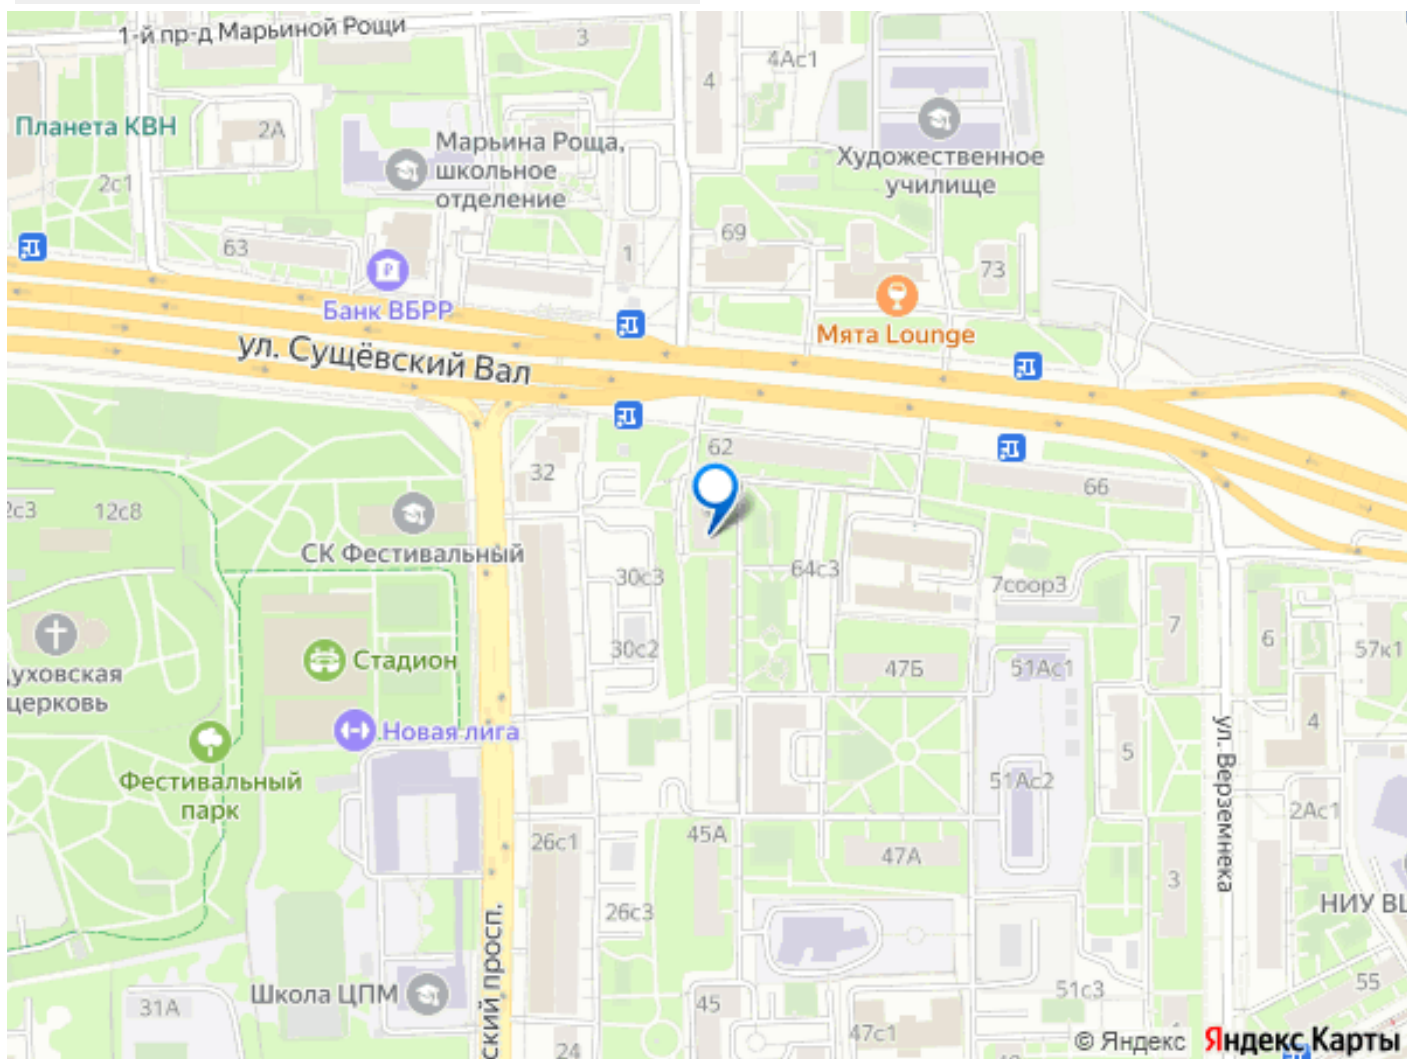 1-й пр-д Марьиной Рощи
3
4Ас1
4
Планета КВН
2А
Марьина Роща,
школьное
отделение
Художественное
училище
2с1
63
69
1
73
Банк ВБРР
Мята Lounge
ул. Сущёвский Вал
62
32
66
2с3
12с8
СК Фестивальный
30с3
64с3
7соор3
7
6
57к1
30с2
47Б
51Ас1
Стадион
уховская
церковь
Новая лига
Фестивальный
парк
4
5
51Ас2
ул. Верземнека
2Ас1
26с1
45А
47А
3
26с3
НИУ ВШ
ский просп.
Школа ЦПМ
31А
45
51с3
55
47с1
24
© Яндекс Яндекс Карты